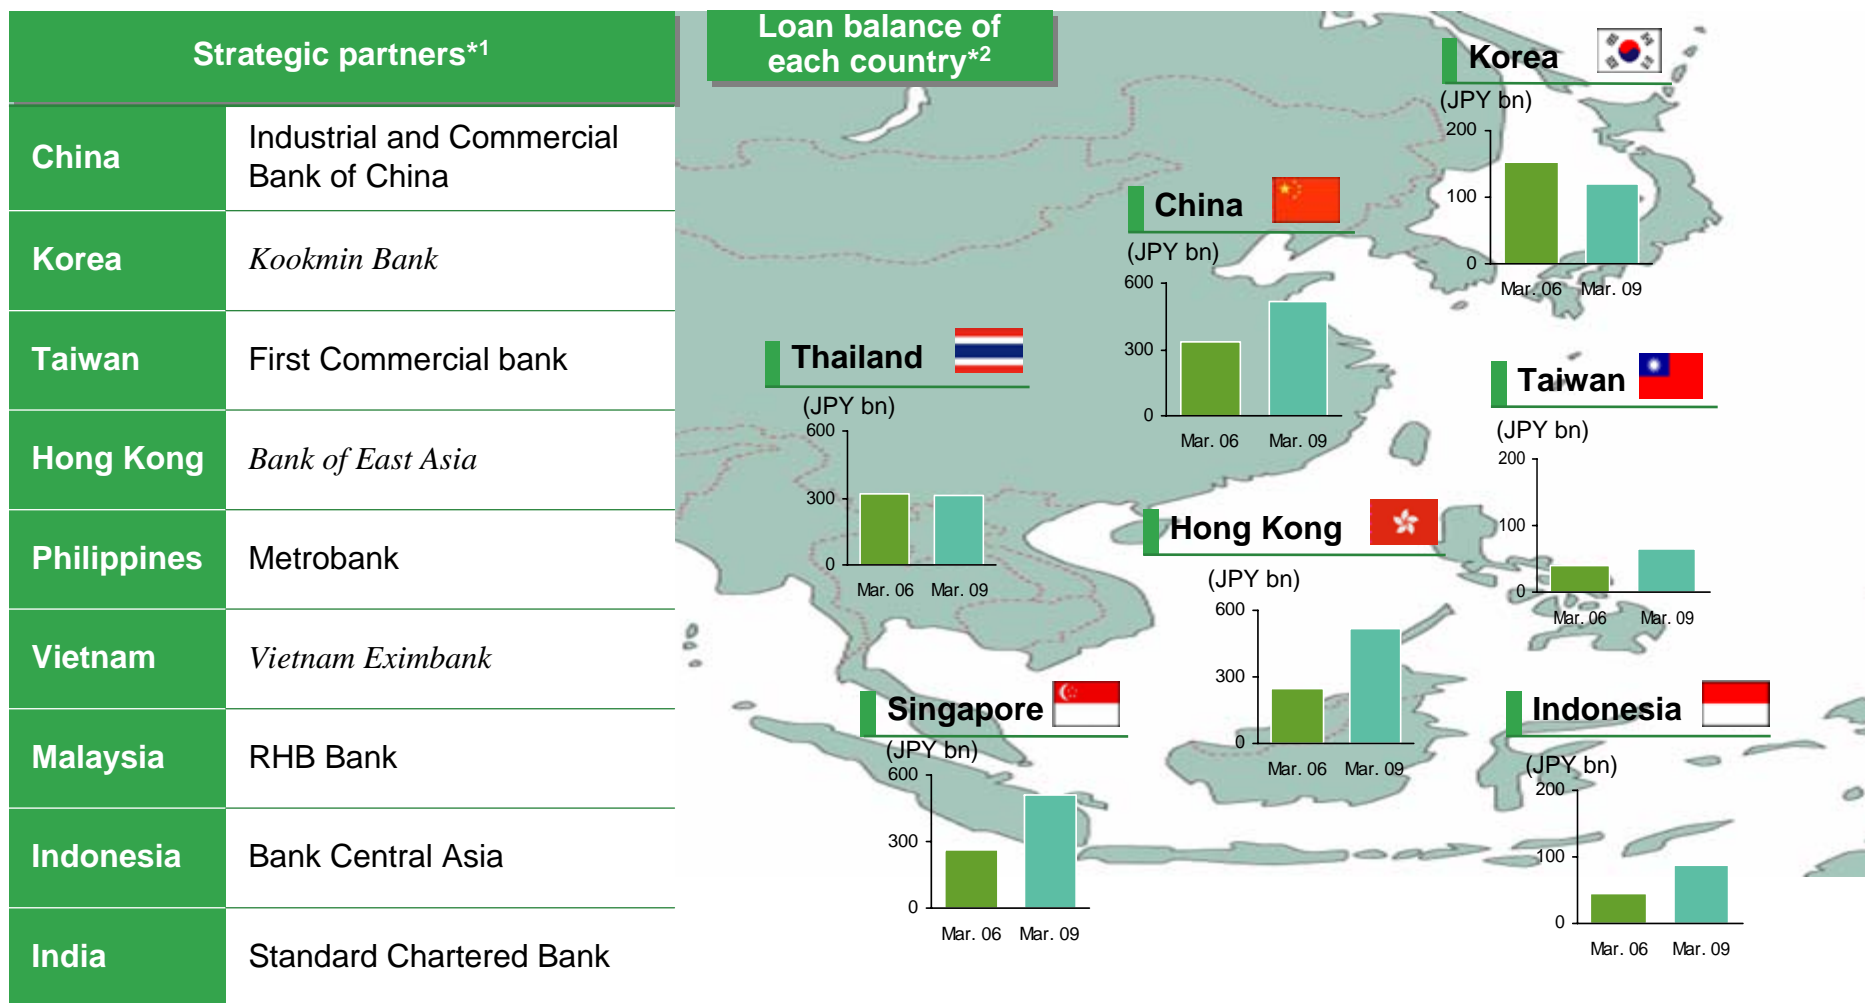 Strategic partners*1
China
Industrial and Commercial
Bank of China
Korea
Kookmin Bank
Taiwan
First Commercial bank
Hong Kong
Bank of East Asia
Philippines
Metrobank
Vietnam
Vietnam Eximbank
Malaysia
RHB Bank
Indonesia
Bank Central Asia
India
Standard Chartered Bank
Loan balance of
each country*2
Korea
(JPY bn)
200
100
0
Mar. 06 Mar. 09
China
(JPY bn)
600
300
0
Mar. 06 Mar. 09
Thailand
(JPY bn)
600
300
0
Mar. 06 Mar. 09
Taiwan
(JPY bn)
200
100
0
Mar. 06 Mar. 09
Hong Kong
(JPY bn)
600
300
0
Mar. 06 Mar. 09
Singapore
(JPY bn)
600
300
0
Mar. 06 Mar. 09
Indonesia
(JPY bn)
200
100
0
Mar. 06 Mar. 09